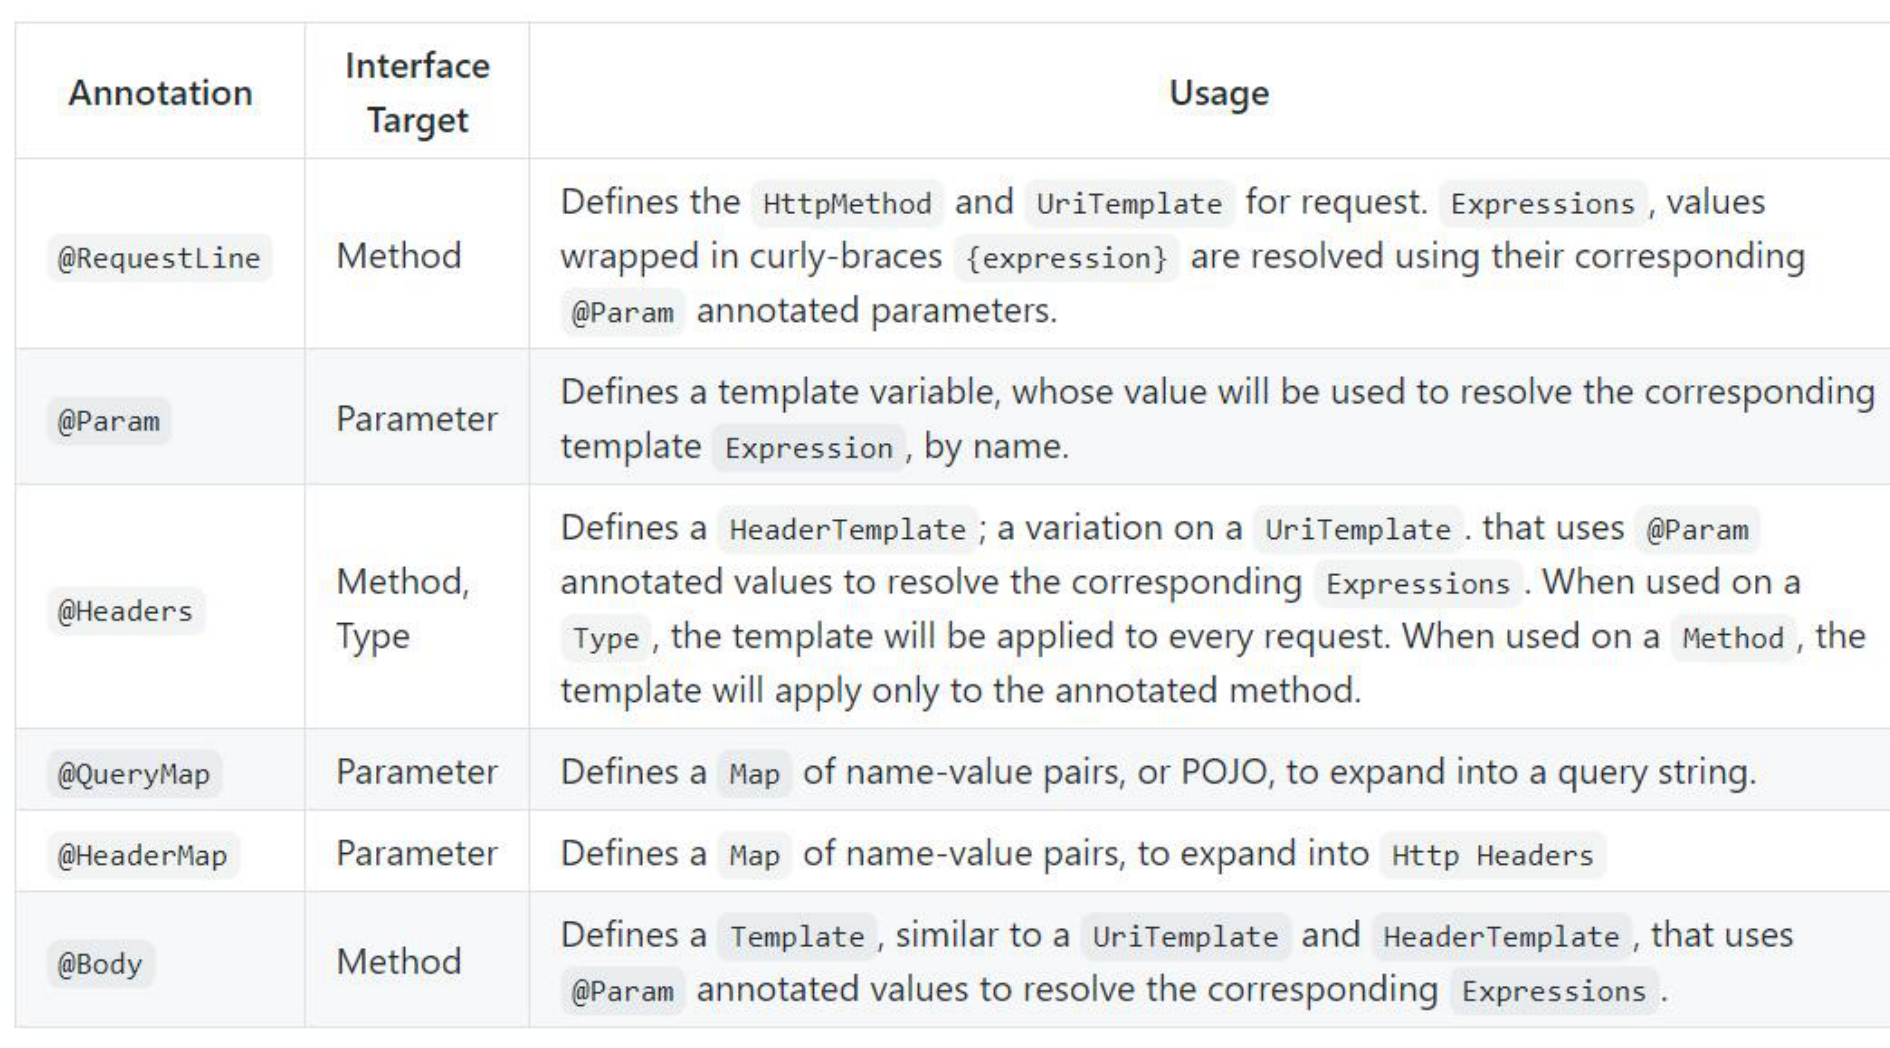 Annotation
Interface
Target
Usage
@RequestLine
Method
Defines the HttpMethod and UriTemplate for request. Expressions, values
wrapped in curly-braces {expression} are resolved using their corresponding
@Param annotated parameters.
@Param
Parameter
Defines a template variable, whose value will be used to resolve the corresponding
template Expression, by name.
@Headers
Method,
Type
Defines a HeaderTemplate; a variation on a UriTemplate. that uses @Param
annotated values to resolve the corresponding Expressions. When used on a
Type, the template will be applied to every request. When used on a Method, the
template will apply only to the annotated method.
@QueryMap
Parameter
Defines a Map of name-value pairs, or POJO, to expand into a query string.
@HeaderMap
Parameter
Defines a Map of name-value pairs, to expand into Http Headers
@Body
Method
Defines a Template, similar to a UriTemplate and HeaderTemplate, that uses
@Param annotated values to resolve the corresponding Expressions.